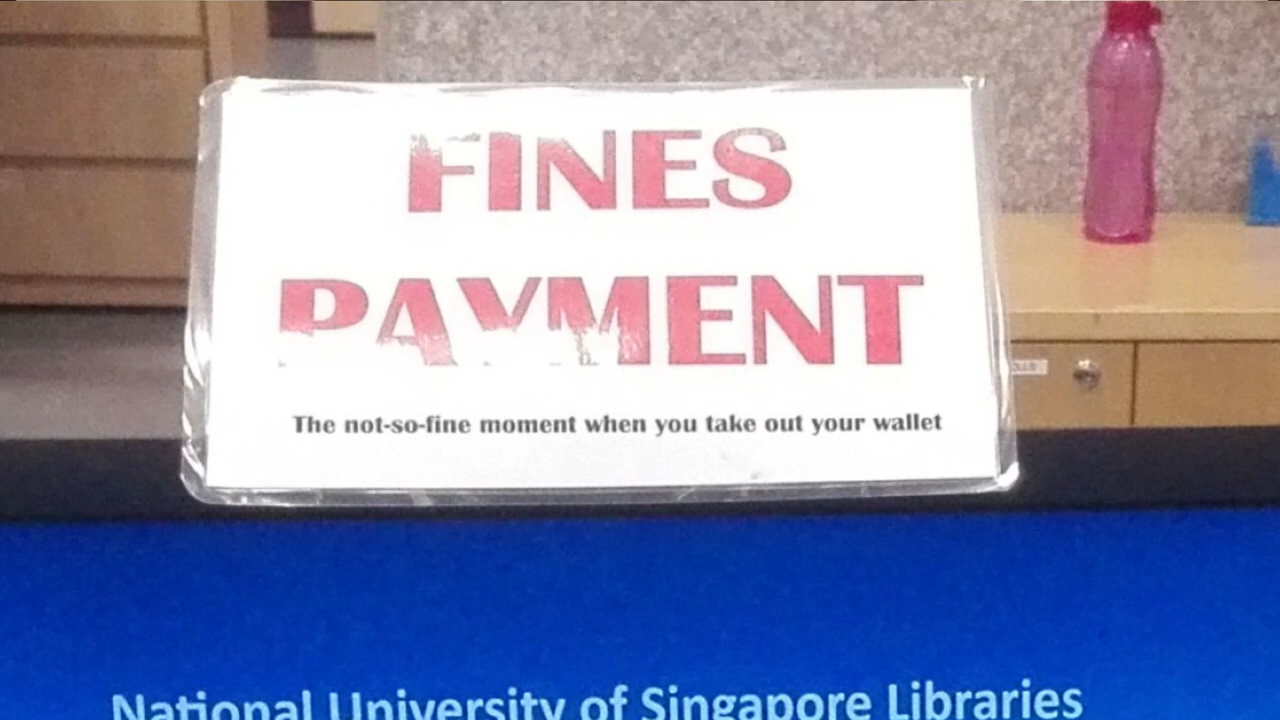 FINES
PAYMENT
The not-so-fine moment when you take out your wallet
National University of Singapore Libraries